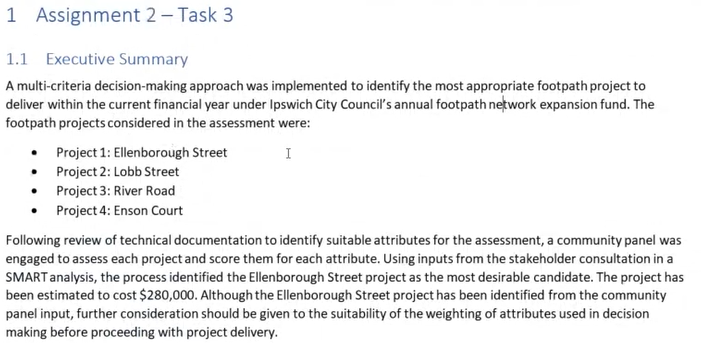 1 Assignment 2 – Task 3
1.1 Executive Summary
A multi-criteria decision-making approach was implemented to identify the most appropriate footpath project to
deliver within the current financial year under Ipswich City Council's annual footpath network expansion fund. The
footpath projects considered in the assessment were:
• Project 1: Ellenborough Street
• Project 2: Lobb Street
• Project 3: River Road
• Project 4: Enson Court
Following review of technical documentation to identify suitable attributes for the assessment, a community panel was
engaged to assess each project and score them for each attribute. Using inputs from the stakeholder consultation in a
SMART analysis, the process identified the Ellenborough Street project as the most desirable candidate. The project has
been estimated to cost $280,000. Although the Ellenborough Street project has been identified from the community
panel input, further consideration should be given to the suitability of the weighting of attributes used in decision
making before proceeding with project delivery.